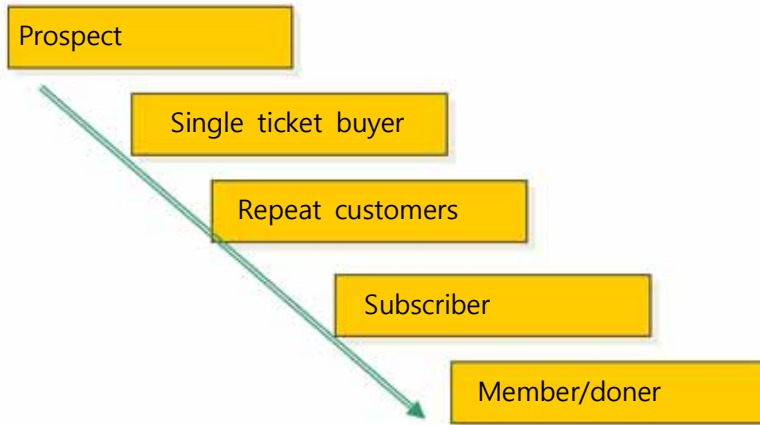 Prospect
Single ticket buyer
Repeat customers
Subscriber
Member/doner